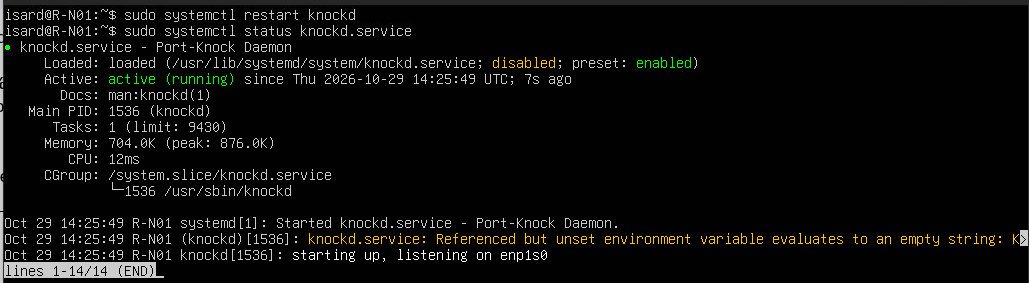 isard@R-N01:~$ sudo systemctl restart knockd
isard@R-N01:~$ sudo systemctl status knockd.service
● knockd.service - Port-Knock Daemon
     Loaded: loaded (/usr/lib/systemd/system/knockd.service; disabled; preset: enabled)
     Active: active (running) since Thu 2026-10-29 14:25:49 UTC; 7s ago
       Docs: man:knockd(1)
   Main PID: 1536 (knockd)
      Tasks: 1 (limit: 9430)
     Memory: 704.0K (peak: 876.0K)
        CPU: 12ms
     CGroup: /system.slice/knockd.service
             └─1536 /usr/sbin/knockd
Oct 29 14:25:49 R-N01 systemd[1]: Started knockd.service - Port-Knock Daemon.
Oct 29 14:25:49 R-N01 (knockd)[1536]: knockd.service: Referenced but unset environment variable evaluates to an empty string: K>
Oct 29 14:25:49 R-N01 knockd[1536]: starting up, listening on enp1s0
lines 1-14/14 (END)